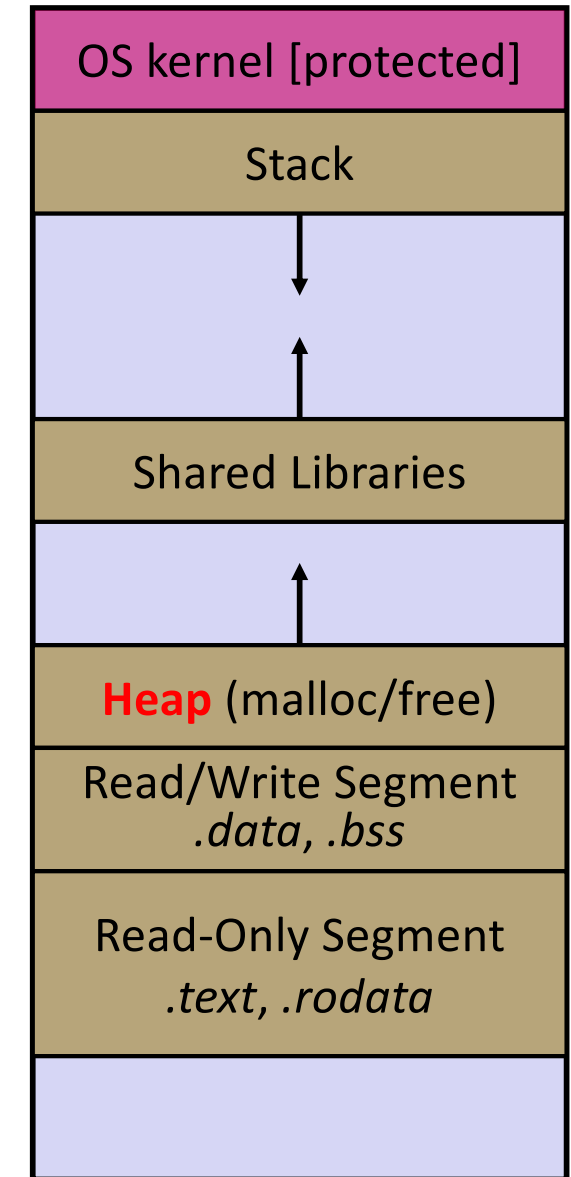 OS kernel [protected]
Stack
Shared Libraries
Heap (malloc/free)
Read/Write Segment
.data, .bss
Read-Only Segment
.text, .rodata